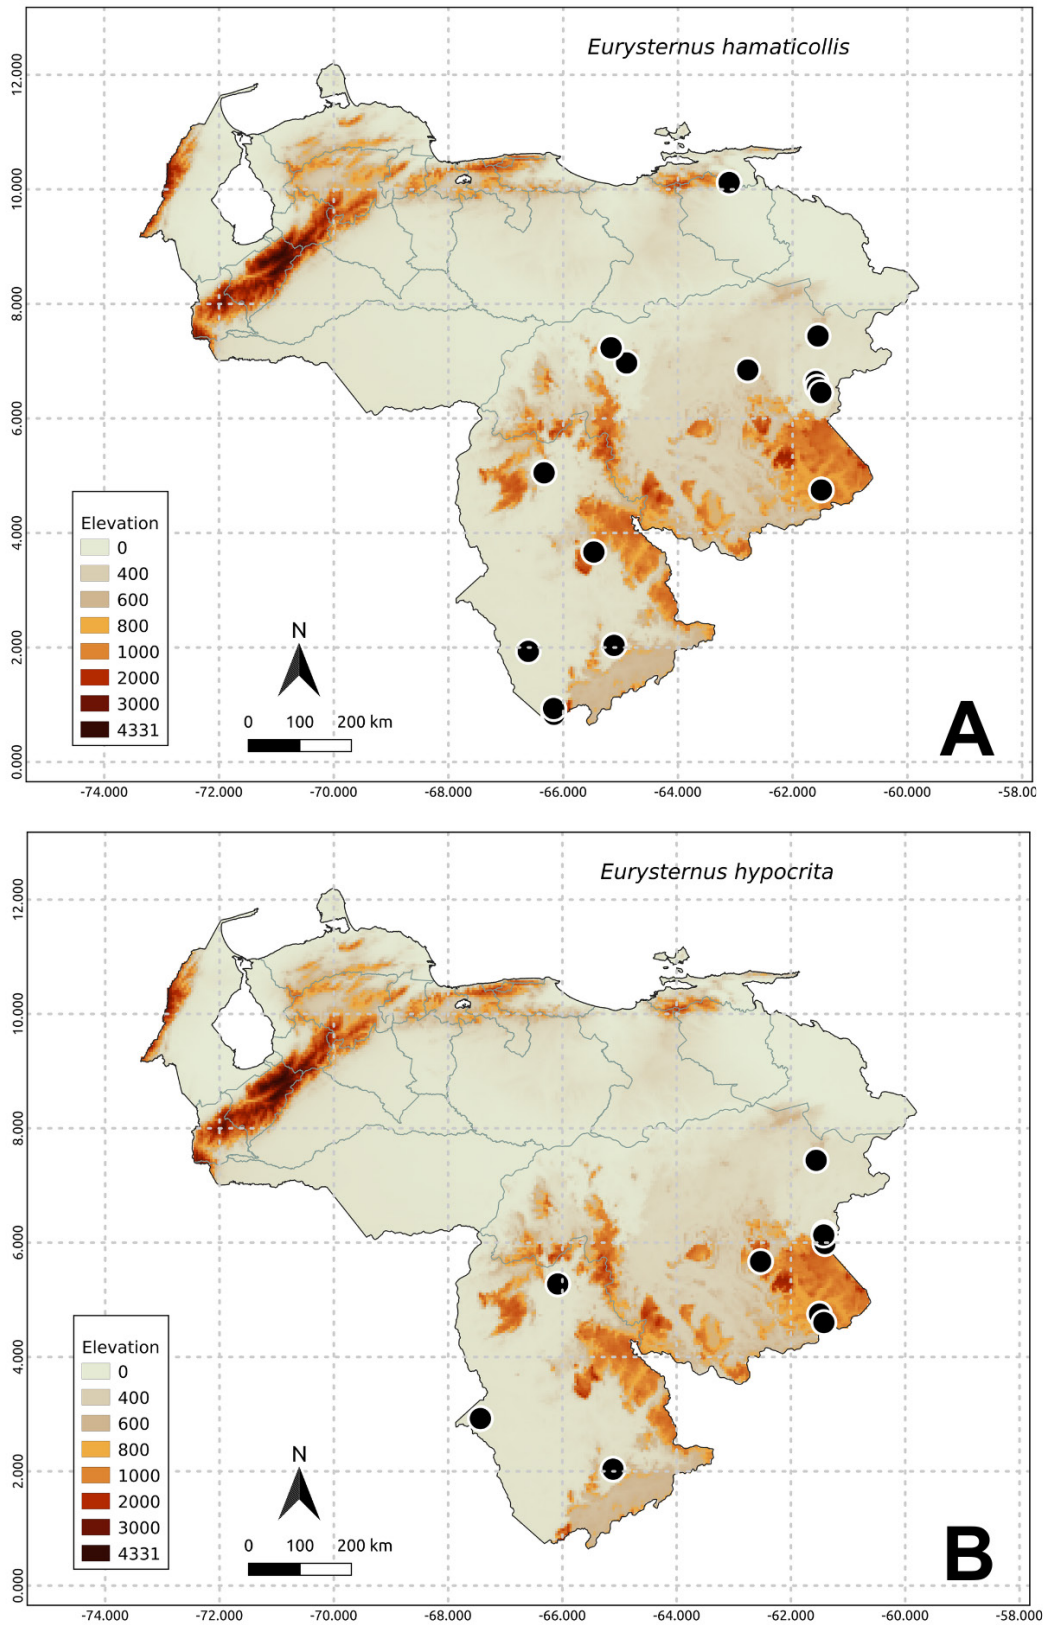 Eurysternus hamaticollis
12.000
10.000
8.000
6.000
4.000
2.000
0.000
Elevation
0
400
600
800
1000
2000
3000
4331
N
0 100 200 km
A
-74.000 -72.000 -70.000 -68.000 -66.000 -64.000 -62.000 -60.000 -58.00
Eurysternus hypocrita
12.000
10.000
8.000
6.000
4.000
2.000
0.000
Elevation
0
400
600
800
1000
2000
3000
4331
N
0 100 200 km
B
-74.000 -72.000 -70.000 -68.000 -66.000 -64.000 -62.000 -60.000 -58.000